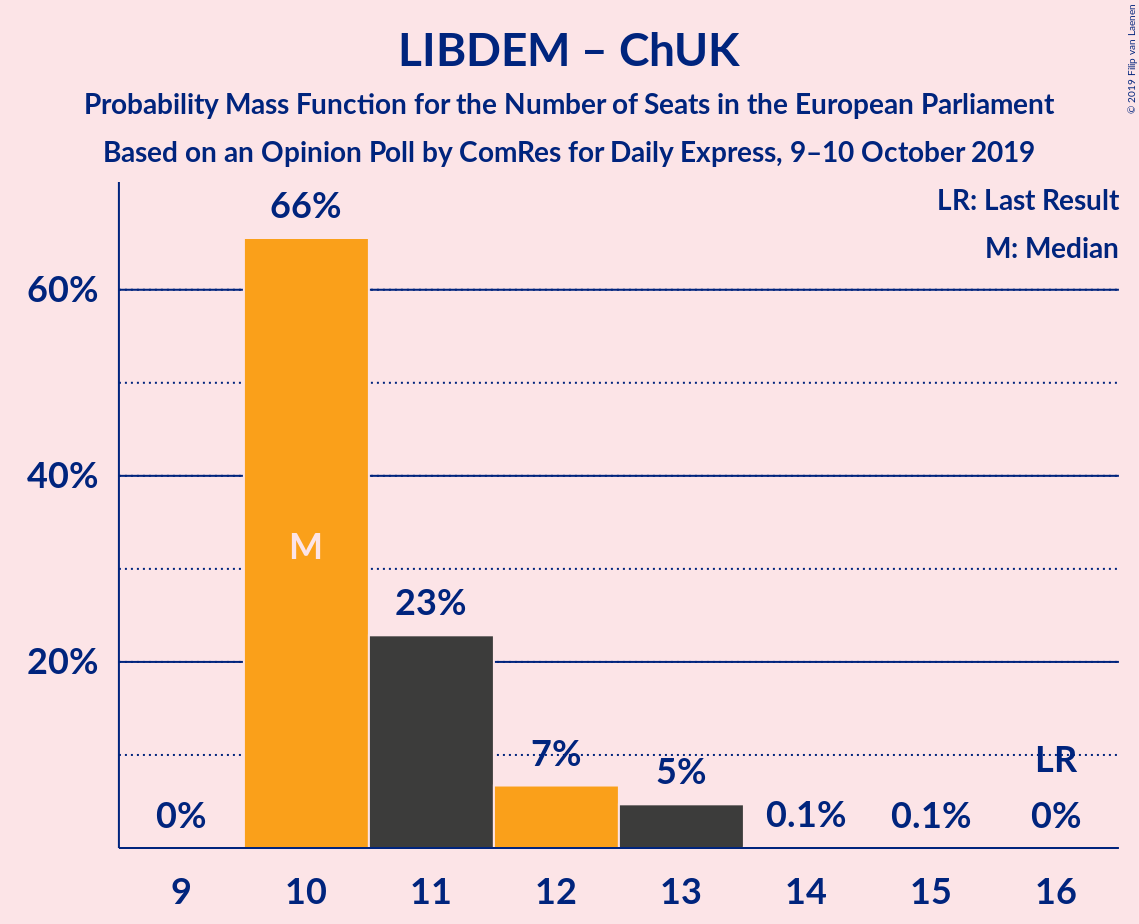 LIBDEM – ChUK
Probability Mass Function for the Number of Seats in the European Parliament
Based on an Opinion Poll by ComRes for Daily Express, 9–10 October 2019
© 2019 Filip van Laenen
LR: Last Result
M: Median
66%
60%
40%
M
23%
20%
7%
5%
LR
0%
0.1%
0.1%
0%
9 10 11 12 13 14 15 16